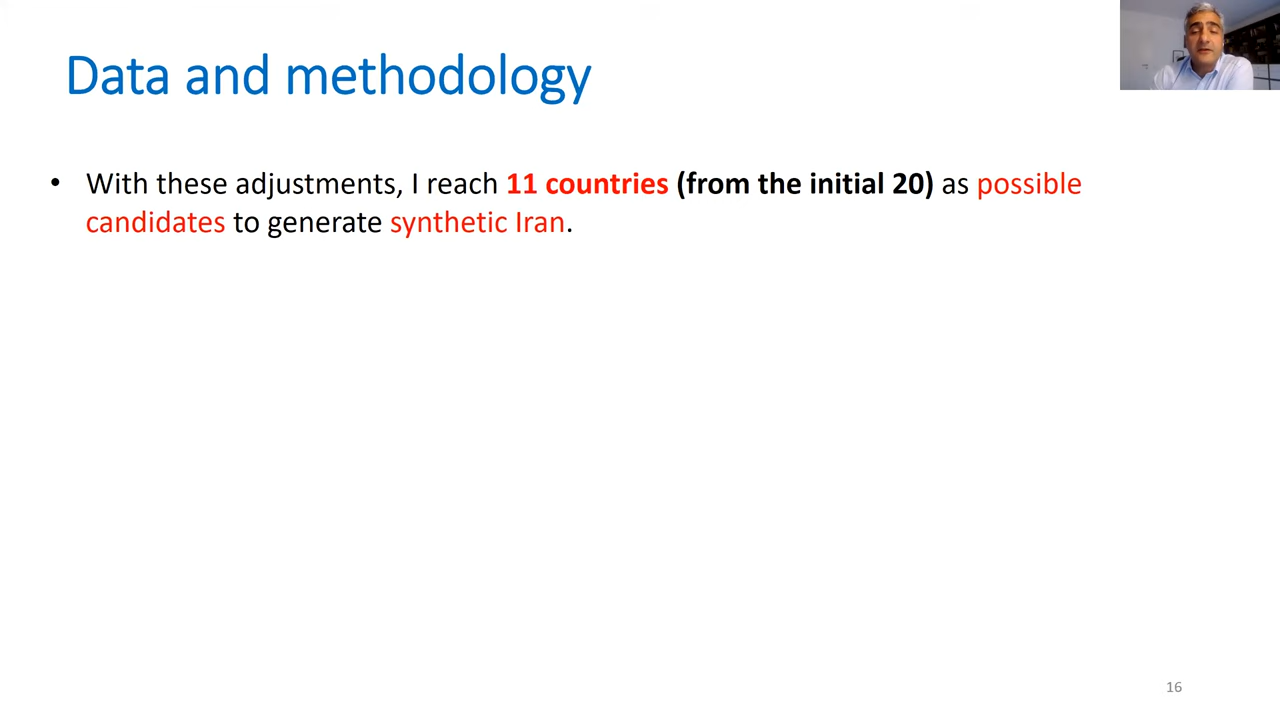 Data and methodology
• With these adjustments, I reach 11 countries (from the initial 20) as possible
candidates to generate synthetic Iran.
16